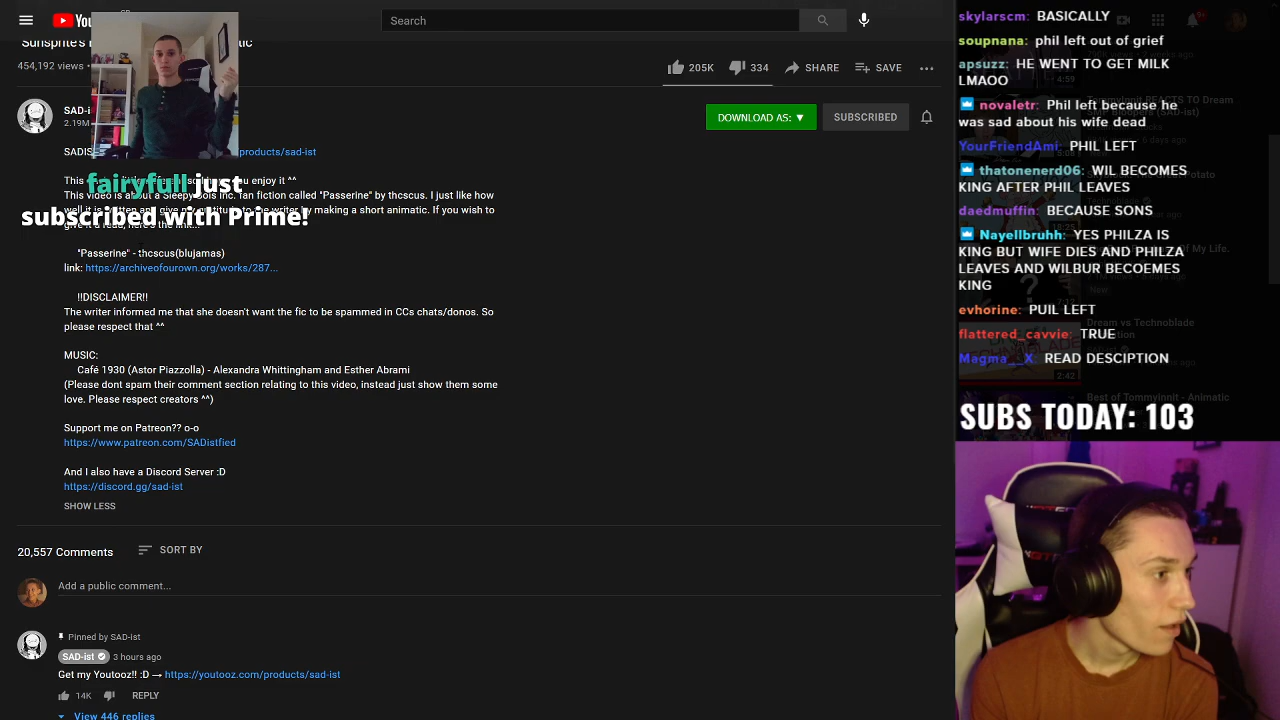 Search
454,192 views •
205K
334
SHARE
SAVE
DOWNLOAD AS: ▼
SUBSCRIBED
products/sad-ist
fairyfull just
subscribed with Prime!
This video is about a SleepyBois Inc. fan fiction called "Passerine" by thcscus. I just like how
"Passerine" - thcscus(blujamas)
link: https://archiveofourown.org/works/287...
!!DISCLAIMER!!
The writer informed me that she doesn't want the fic to be spammed in CCs chats/donos. So
please respect that ^^
MUSIC:
Café 1930 (Astor Piazzolla) - Alexandra Whittingham and Esther Abrami
(Please dont spam their comment section relating to this video, instead just show them some
love. Please respect creators ^^)
Support me on Patreon?? o-o
https://www.patreon.com/SADistfied
And I also have a Discord Server :D
https://discord.gg/sad-ist
SHOW LESS
20,557 Comments
SORT BY
Add a public comment...
Pinned by SAD-ist
SAD-ist
3 hours ago
Get my Youtooz!! :D → https://youtooz.com/products/sad-ist
14K
REPLY
View 446 replies
skylarscm: BASICALLY
soupnana: phil left out of grief
apsuzz: HE WENT TO GET MILK
LMAOO
novaletr: Phil left because he
was sad about his wife dead
YourFriendAmi: PHIL LEFT
thatonenerd06: WIL BECOMES
KING AFTER PHIL LEAVES
daedmuffin: BECAUSE SONS
Nayellbruhh: YES PHILZA IS
KING BUT WIFE DIES AND PHILZA
LEAVES AND WILBUR BECOEMES
KING
evhorine: PUIL LEFT
flattered_cavvie: TRUE
Magma__X: READ DESCIPTION
SUBS TODAY: 103